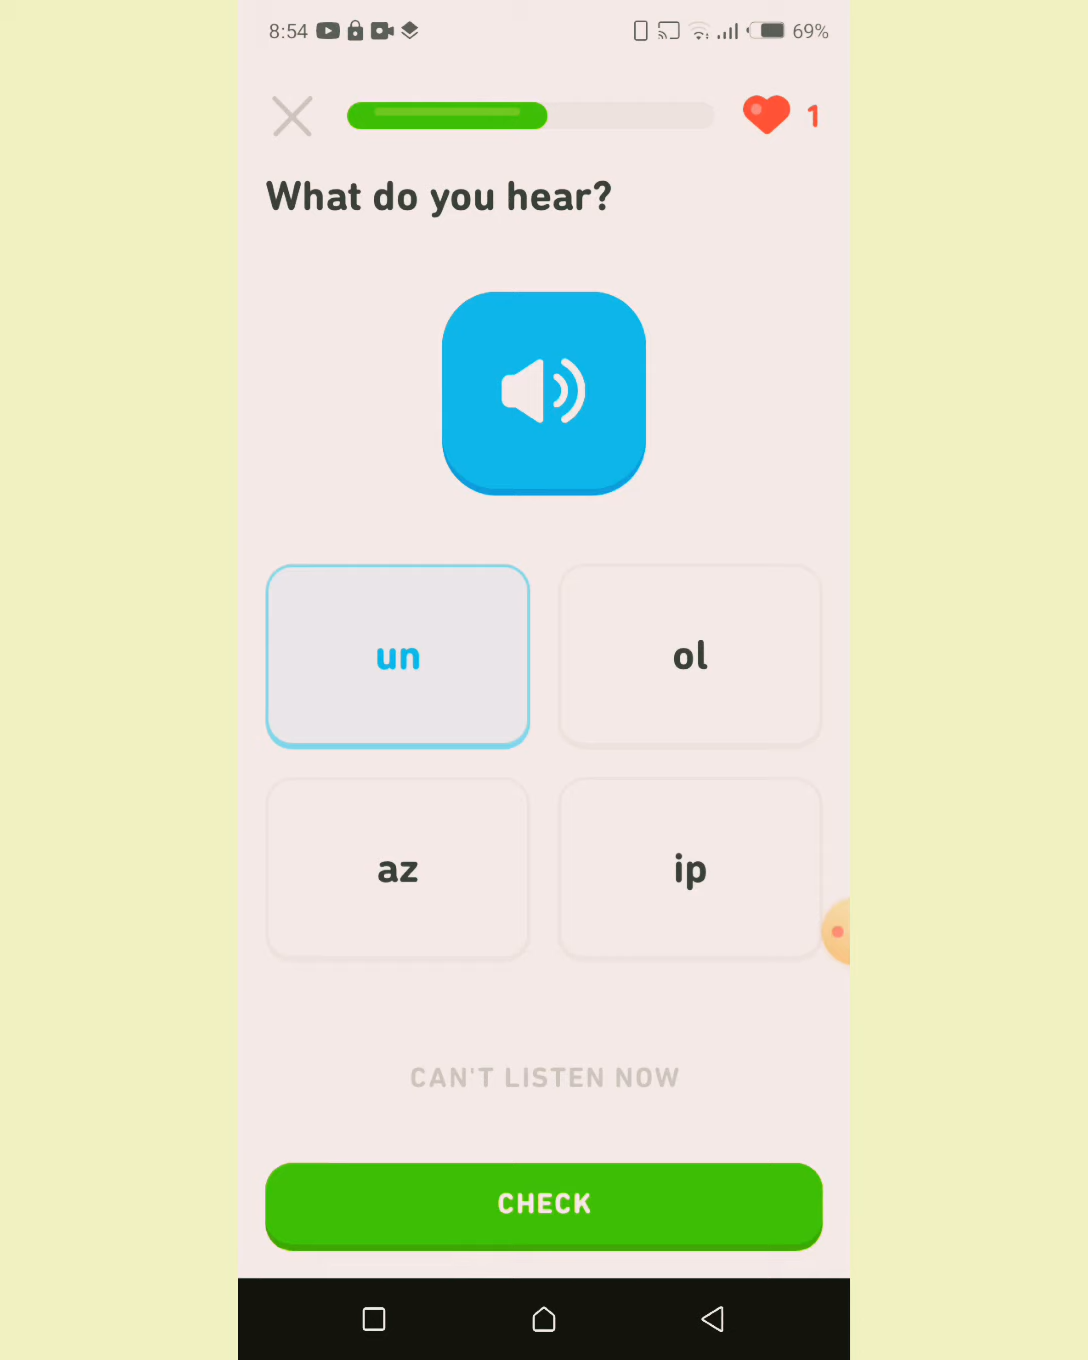 8:54 69%
1
What do you hear?
un ol
az ip
CAN'T LISTEN NOW
CHECK